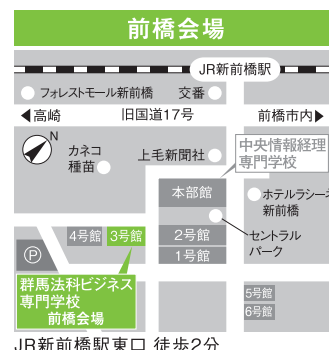 前橋会場
JR新前橋駅
フォレストモール新前橋
交番
◀高崎
旧国道17号
前橋市内▶
N
カネコ
種苗
上毛新聞社
中央情報経理
専門学校
本部館
ホテルラシーネ
新前橋
4号館
3号館
2号館
セントラル
パーク
1号館
P
群馬法科ビジネス
専門学校
前橋会場
5号館
6号館
JR新前橋駅東口 徒歩2分